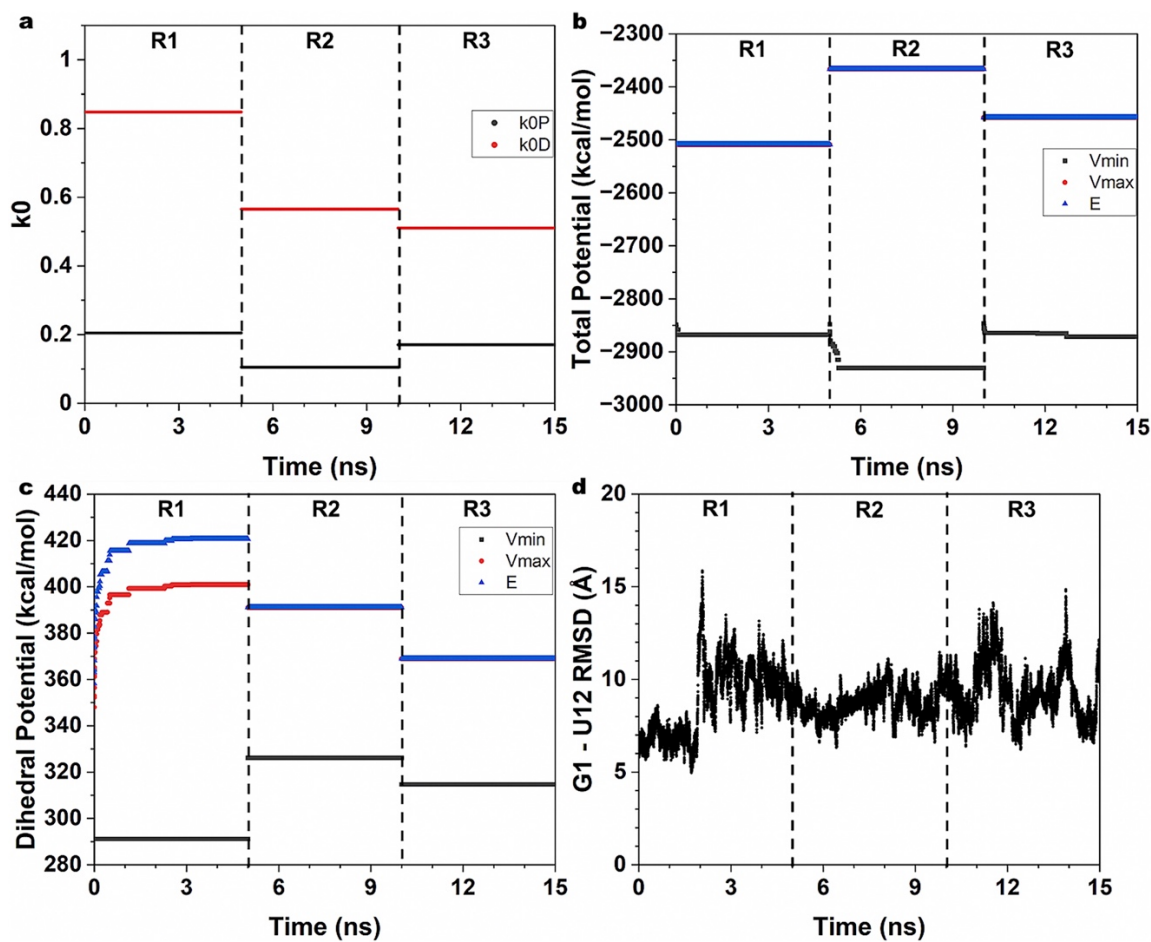 a
R1 R2 R3
1
0.8
0.6
0.4
0.2
0
k0
k0P
k0D
0 3 6 9 12 15
Time (ns)
b
R1 R2 R3
−2300
−2400
−2500
−2600
−2700
−2800
−2900
−3000
Total Potential (kcal/mol)
Vmin
Vmax
E
0 3 6 9 12 15
Time (ns)
c
R1 R2 R3
440
420
400
380
360
340
320
300
280
Dihedral Potential (kcal/mol)
Vmin
Vmax
E
0 3 6 9 12 15
Time (ns)
d
R1 R2 R3
20
15
10
5
0
G1 - U12 RMSD (Å)
0 3 6 9 12 15
Time (ns)